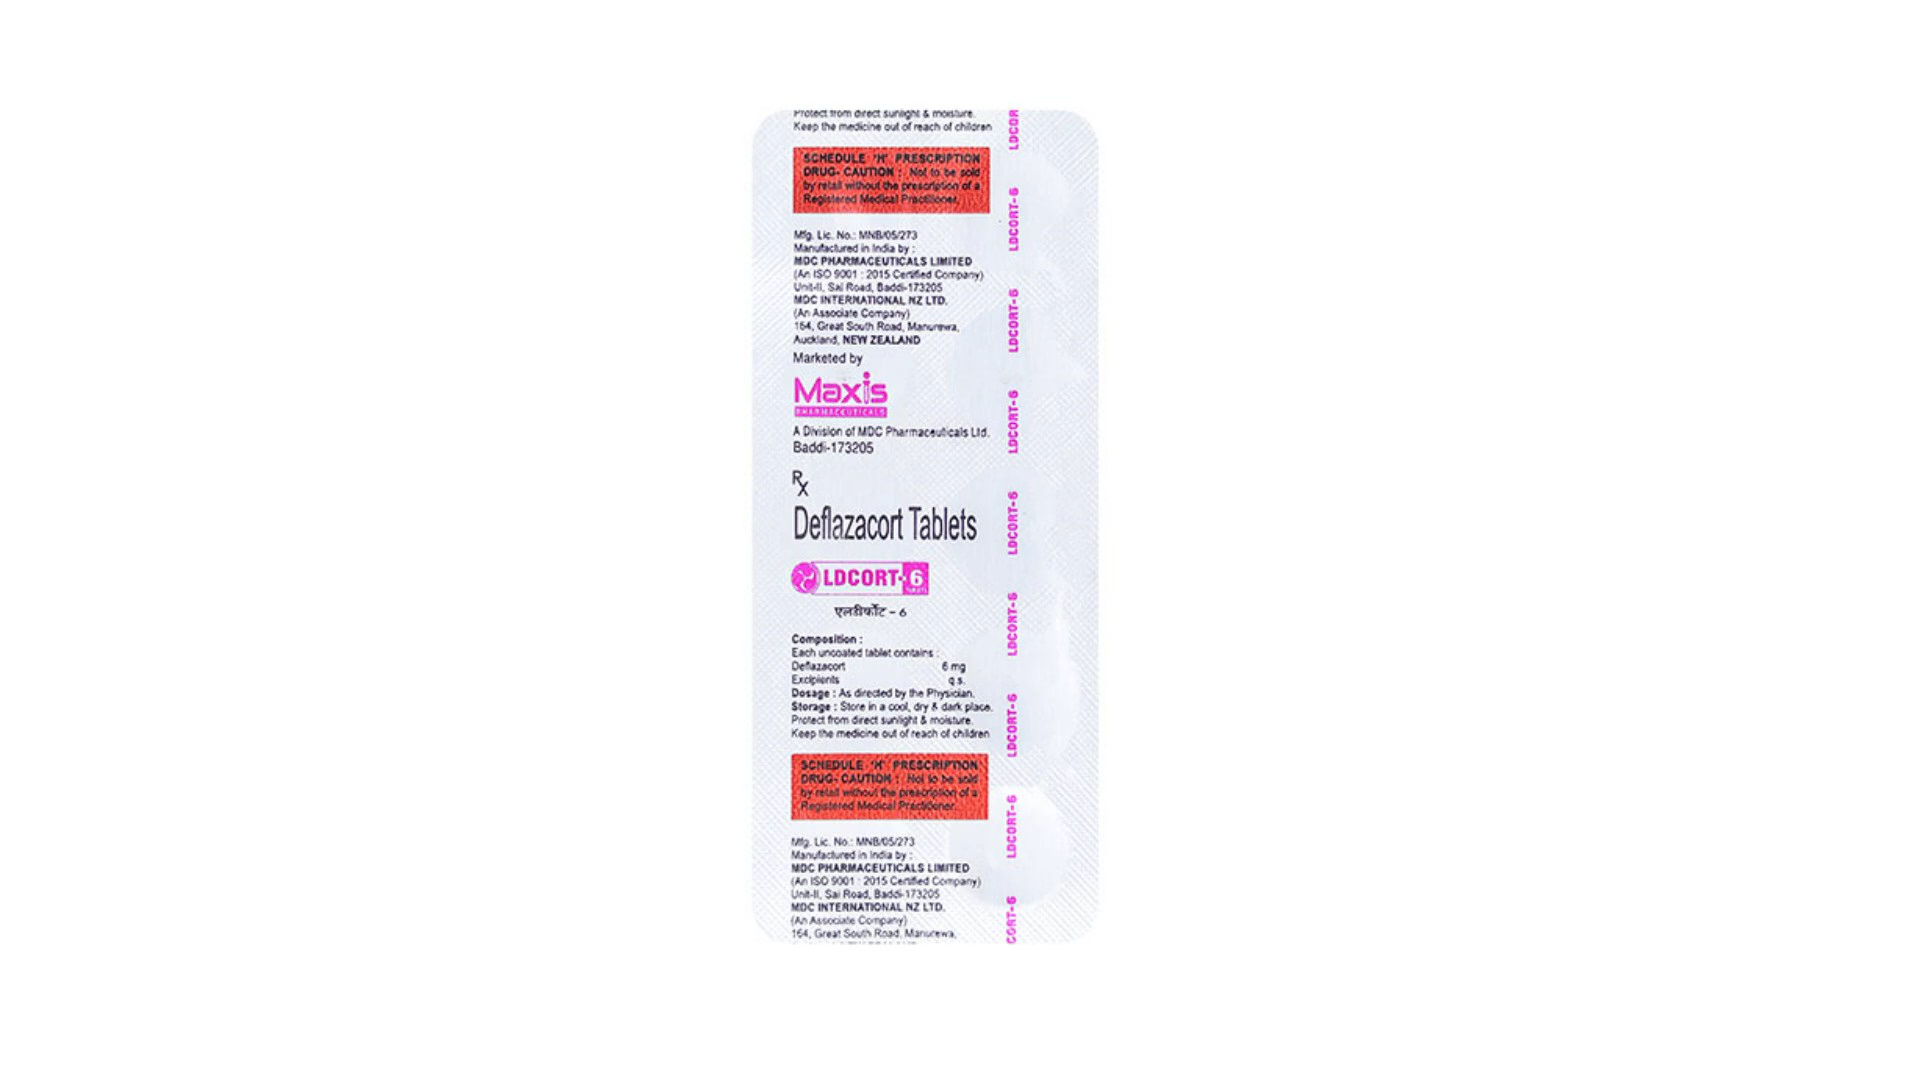 Protect from direct sunlight & moisture.
Keep the medicine out of reach of children
SCHEDULE 'H' PRESCRIPTION
DRUG- CAUTION : Not to be sold
by retail without the prescription of a
Registered Medical Practitioner.
Mfg. Lic. No.: MNB/05/273
Manufactured in India by :
MDC PHARMACEUTICALS LIMITED
(An ISO 9001 : 2015 Certified Company)
Unit-II, Sai Road, Baddi-173205
MDC INTERNATIONAL NZ LTD.
(An Associate Company)
164, Great South Road, Manurewa,
Auckland, NEW ZEALAND
Marketed by
Maxis
PHARMACEUTICALS
A Division of MDC Pharmaceuticals Ltd.
Baddi-173205
Rx
Deflazacort Tablets
LDCORT-6
TABLETS
एलडीकॉर्ट - 6
Composition :
Each uncoated tablet contains :
Deflazacort 6 mg
Excipients q.s.
Dosage : As directed by the Physician.
Storage : Store in a cool, dry & dark place.
Protect from direct sunlight & moisture.
Keep the medicine out of reach of children
SCHEDULE 'H' PRESCRIPTION
DRUG- CAUTION : Not to be sold
by retail without the prescription of a
Registered Medical Practitioner.
Mfg. Lic. No.: MNB/05/273
Manufactured in India by :
MDC PHARMACEUTICALS LIMITED
(An ISO 9001 : 2015 Certified Company)
Unit-II, Sai Road, Baddi-173205
MDC INTERNATIONAL NZ LTD.
(An Associate Company)
164, Great South Road, Manurewa,
LDCOR
LDCORT-6
LDCORT-6
LDCORT-6
LDCORT-6
LDCORT-6
LDCORT-6
LDCORT-6
CORT-6